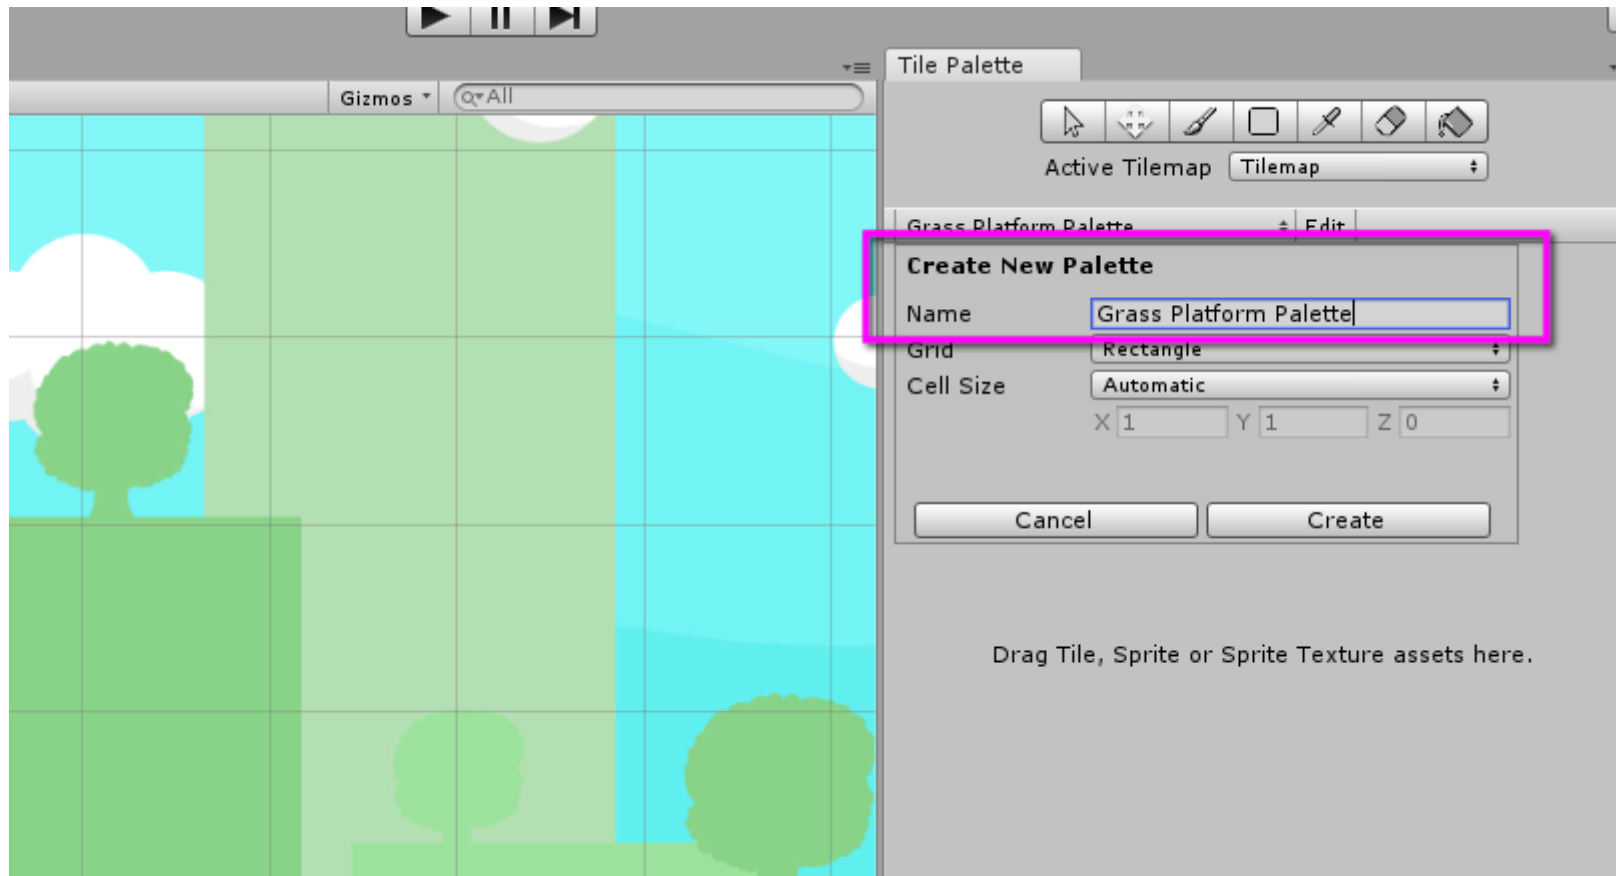 Tile Palette
Gizmos All
Active Tilemap Tilemap
Grass Platform Palette Edit
Create New Palette
Name Grass Platform Palette
Grid Rectangle
Cell Size Automatic
X 1 Y 1 Z 0
Cancel Create
Drag Tile, Sprite or Sprite Texture assets here.